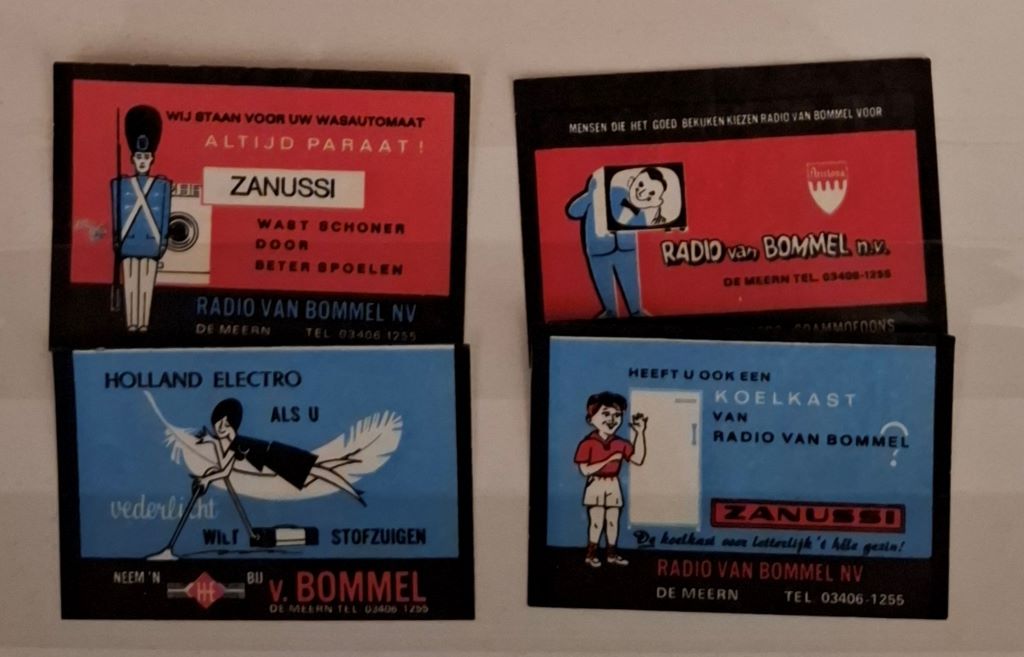 WIJ STAAN VOOR UW WASAUTOMAAT
ALTIJD PARAAT !
ZANUSSI
WAST SCHONER
DOOR
BETER SPOELEN
RADIO VAN BOMMEL NV
DE MEERN TEL 03406 1255
MENSEN DIE HET GOED BEKIJKEN KIEZEN RADIO VAN BOMMEL VOOR
Aristona
RADIO van BOMMEL n.v.
DE MEERN TEL. 03406-1255
GRAMMOFOONS
HOLLAND ELECTRO
ALS U
vederlicht
WILT STOFZUIGEN
NEEM 'N HE BIJ V. BOMMEL
DE MEERN TEL 03406 1255
HEEFT U OOK EEN
KOELKAST
VAN
RADIO VAN BOMMEL
?
ZANUSSI
De koelkast voor letterlijk 't hele gezin!
RADIO VAN BOMMEL NV
DE MEERN TEL 03406-1255